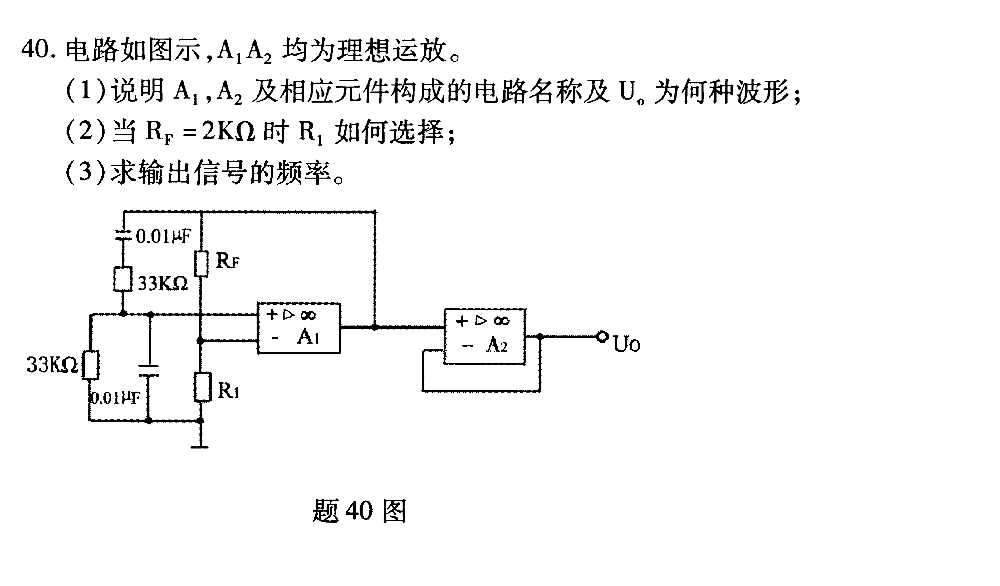 40. 电路如图示,A₁A₂ 均为理想运放。
(1)说明 A₁,A₂ 及相应元件构成的电路名称及 Uₒ 为何种波形;
(2)当 R_F =2KΩ 时 R₁ 如何选择;
(3)求输出信号的频率。
0.01μF
RF
33KΩ
+ ▷ ∞
- A1
+ ▷ ∞
- A2
UO
33KΩ
0.01μF
R1
题 40 图